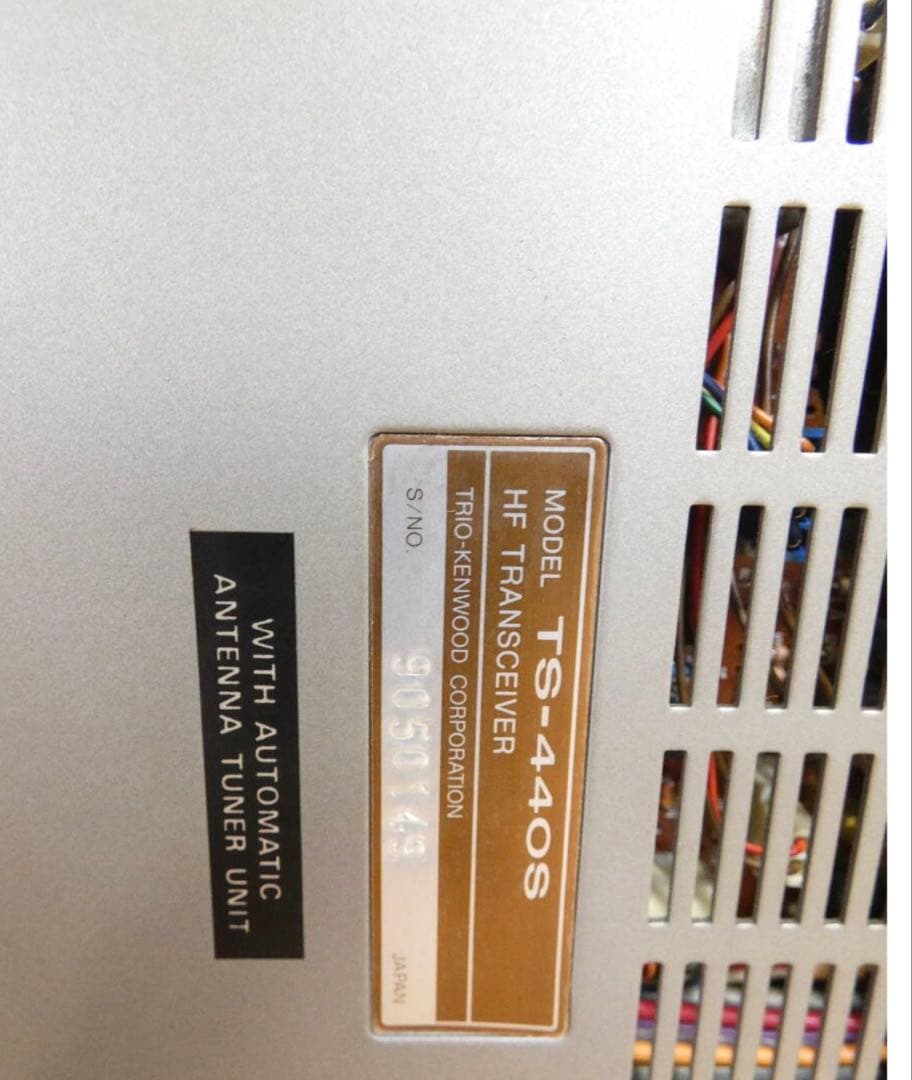 MODEL TS-440S
HF TRANSCEIVER
TRIO-KENWOOD CORPORATION
S/NO. 9050149
JAPAN
WITH AUTOMATIC
ANTENNA TUNER UNIT